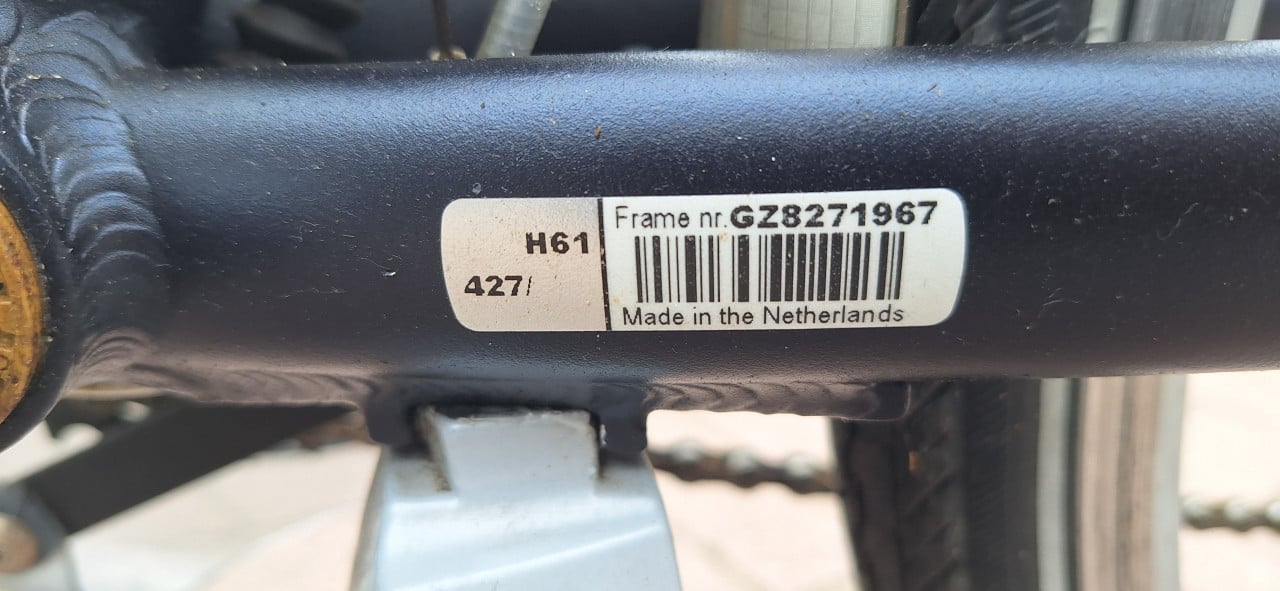 H61
427/
Frame nr.GZ8271967
Made in the Netherlands